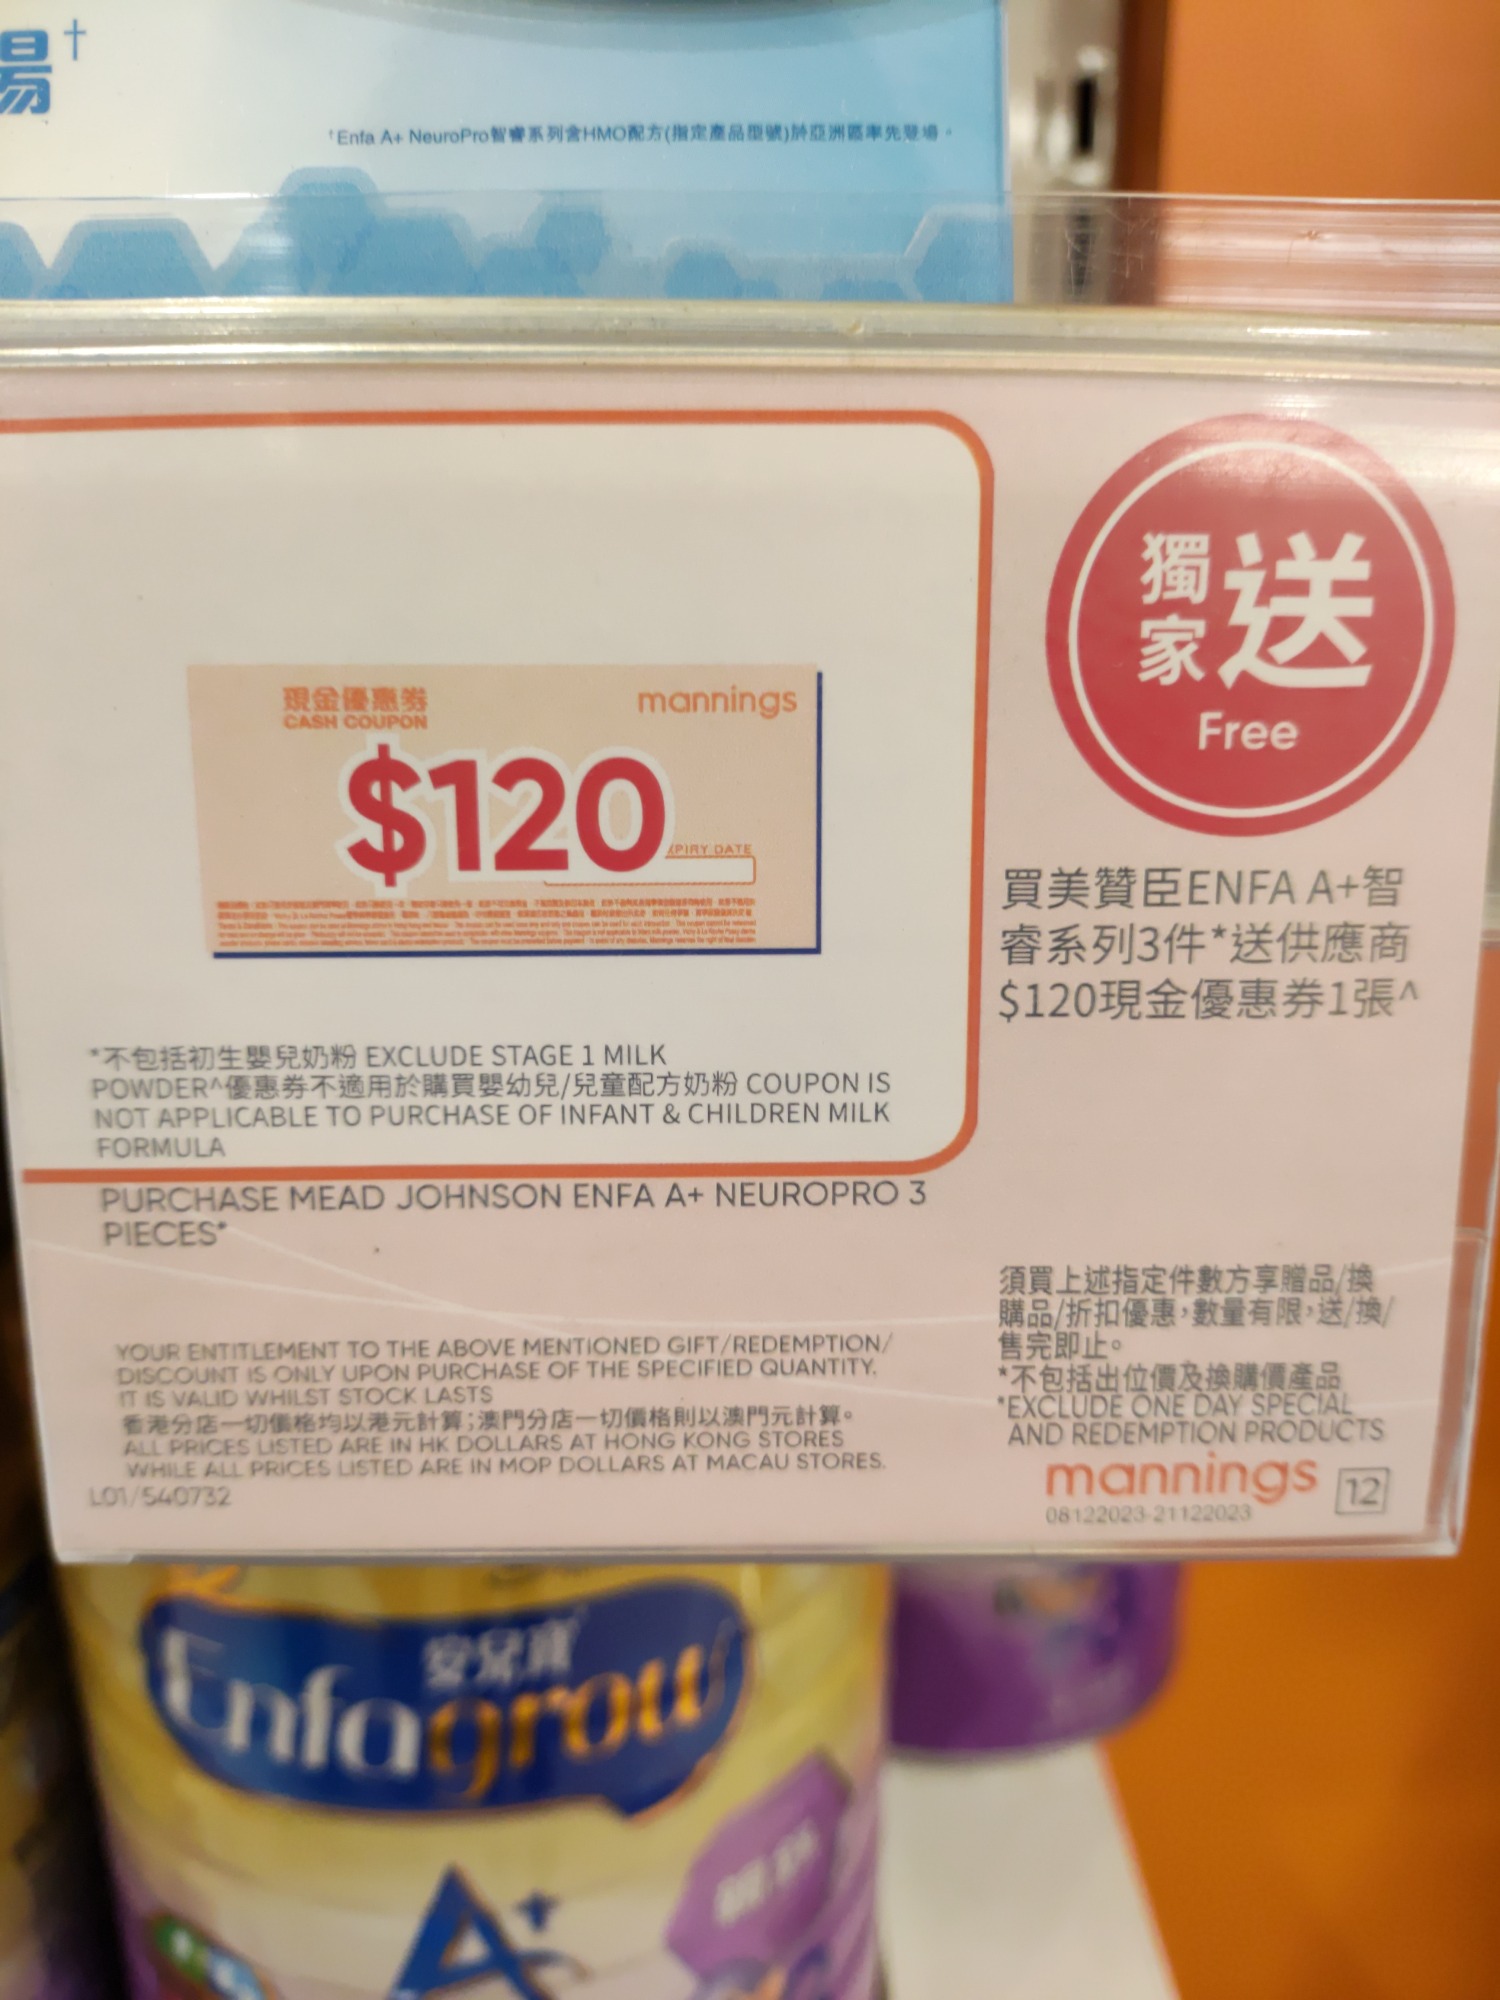 易†
†Enfa A+ NeuroPro智睿系列含HMO配方(指定產品型號)於亞洲區率先登場。
獨家送
Free
現金優惠券
CASH COUPON
mannings
$120
EXPIRY DATE
買美贊臣ENFA A+智
睿系列3件*送供應商
$120現金優惠券1張^
*不包括初生嬰兒奶粉 EXCLUDE STAGE 1 MILK
POWDER^優惠券不適用於購買嬰幼兒/兒童配方奶粉 COUPON IS
NOT APPLICABLE TO PURCHASE OF INFANT & CHILDREN MILK
FORMULA
PURCHASE MEAD JOHNSON ENFA A+ NEUROPRO 3
PIECES*
YOUR ENTITLEMENT TO THE ABOVE MENTIONED GIFT/REDEMPTION/
DISCOUNT IS ONLY UPON PURCHASE OF THE SPECIFIED QUANTITY.
IT IS VALID WHILST STOCK LASTS
香港分店一切價格均以港元計算;澳門分店一切價格則以澳門元計算。
ALL PRICES LISTED ARE IN HK DOLLARS AT HONG KONG STORES
WHILE ALL PRICES LISTED ARE IN MOP DOLLARS AT MACAU STORES.
L01/540732
須買上述指定件數方享贈品/換
購品/折扣優惠,數量有限,送/換/
售完即止。
*不包括出位價及換購價產品
*EXCLUDE ONE DAY SPECIAL
AND REDEMPTION PRODUCTS
mannings
12
08122023-21122023
安兒寶
Enfagrow
A+